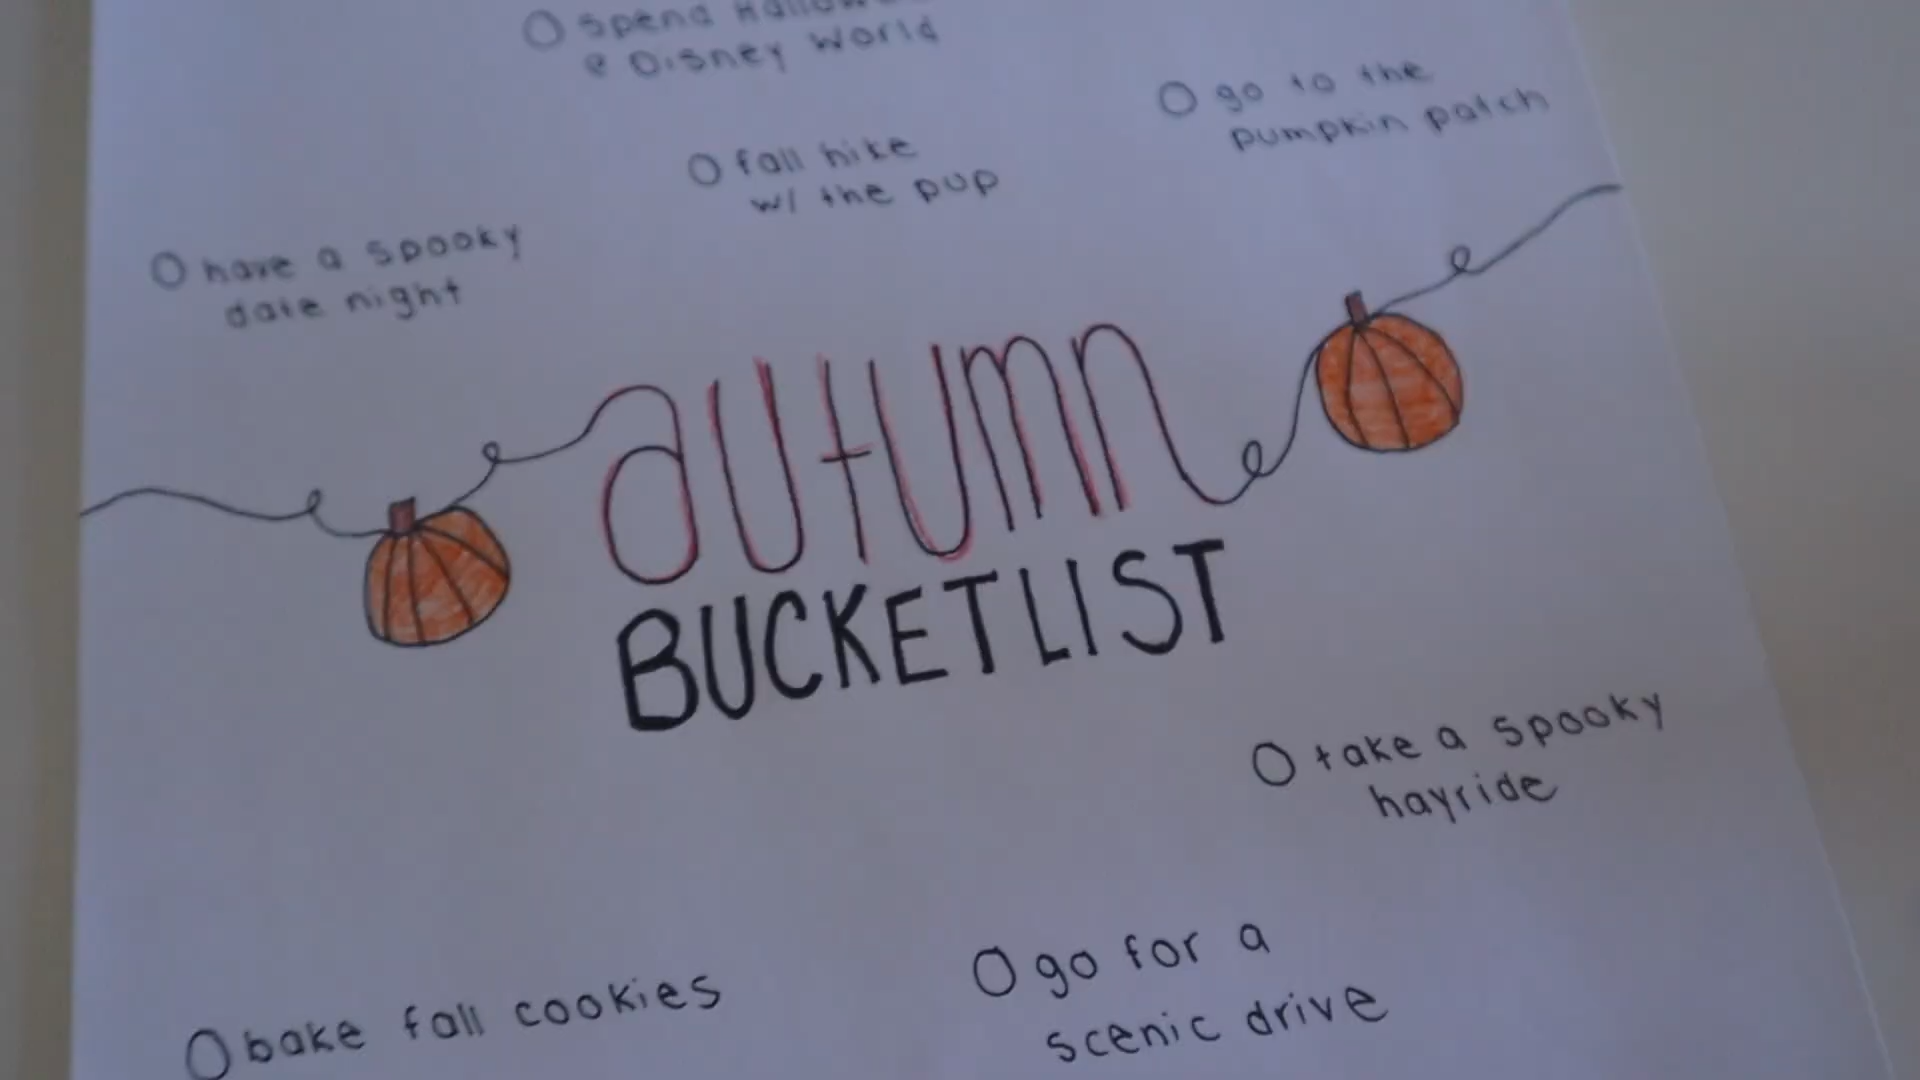 O spend Hallow
@ Disney World
O go to the
pumpkin patch
O fall hike
w/ the pup
O have a spooky
date night
autumn
BUCKETLIST
O take a spooky
hayride
O go for a
scenic drive
O bake fall cookies